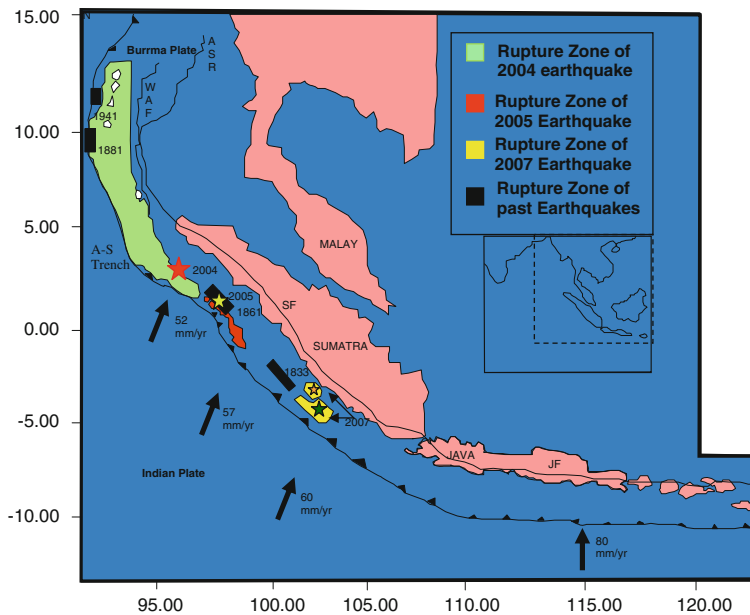 15.00
10.00
5.00
0.00
-5.00
-10.00
N
Burrma Plate
A
S
R
W
A
F
1941
1881
A-S
Trench
2004
2005
1861
52
mm/yr
57
mm/yr
60
mm/yr
80
mm/yr
1833
2007
MALAY
SF
SUMATRA
JAVA
JF
Indian Plate
Rupture Zone of
2004 earthquake
Rupture Zone of
2005 Earthquake
Rupture Zone of
2007 Earthquake
Rupture Zone of
past Earthquakes
95.00
100.00
105.00
110.00
115.00
120.00